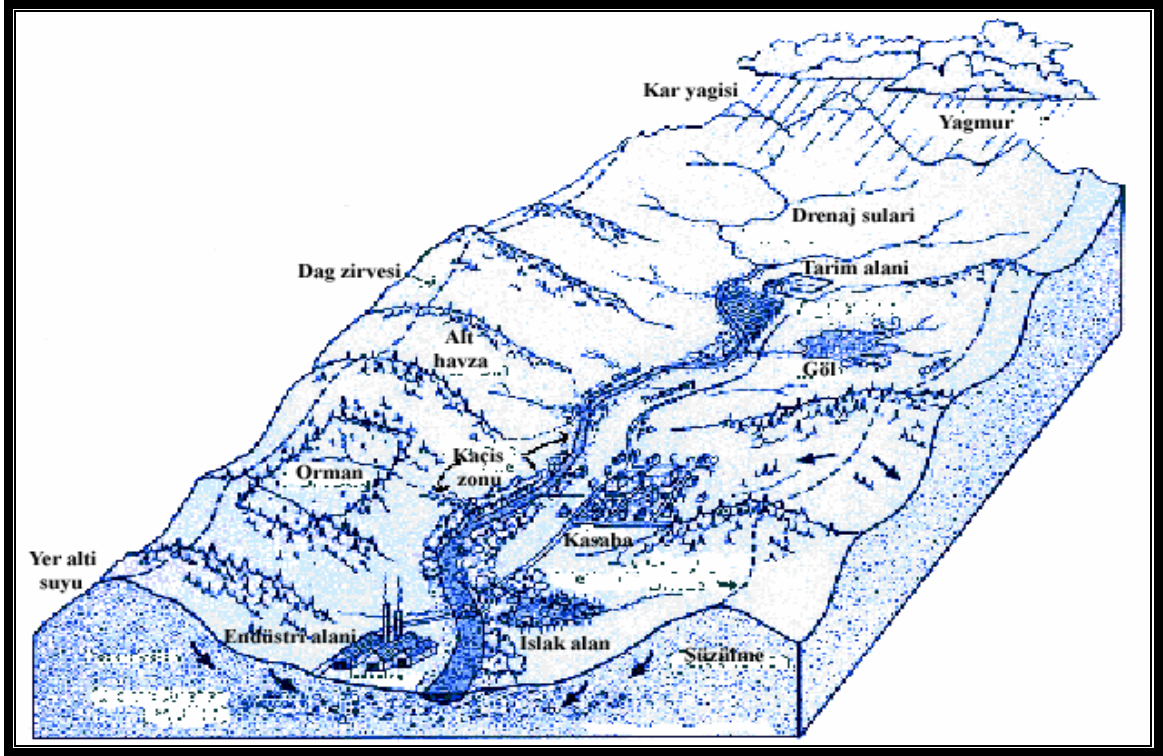 Kar yagisi
Yagmur
Drenaj sulari
Dag zirvesi
Tarim alani
Alt
havza
Göl
Kaçis
zonu
Orman
Kasaba
Yer alti
suyu
Endüstri alani
Islak alan
Süzülme